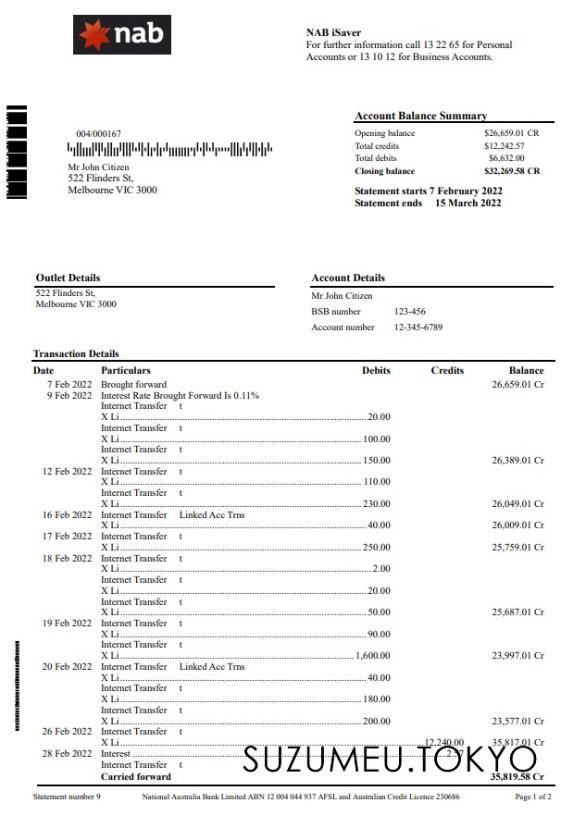 nab
NAB iSaver
For further information call 13 22 65 for Personal
Accounts or 13 10 12 for Business Accounts.
Account Balance Summary
Opening balance $26,659.01 CR
Total credits $12,242.57
Total debits $6,632.00
Closing balance $32,269.58 CR
Statement starts 7 February 2022
Statement ends 15 March 2022
004/000167
Mr John Citizen
522 Flinders St,
Melbourne VIC 3000
Outlet Details
522 Flinders St,
Melbourne VIC 3000
Account Details
Mr John Citizen
BSB number 123-456
Account number 12-345-6789
Transaction Details
Date Particulars Debits Credits Balance
7 Feb 2022 Brought forward 26,659.01 Cr
9 Feb 2022 Interest Rate Brought Forward Is 0.11%
Internet Transfer t
X Li 20.00
Internet Transfer t
X Li 100.00
Internet Transfer t
X Li 150.00 26,389.01 Cr
12 Feb 2022 Internet Transfer t
X Li 110.00
Internet Transfer t
X Li 230.00 26,049.01 Cr
16 Feb 2022 Internet Transfer Linked Acc Trns
X Li 40.00 26,009.01 Cr
17 Feb 2022 Internet Transfer t
X Li 250.00 25,759.01 Cr
18 Feb 2022 Internet Transfer t
X Li 2.00
Internet Transfer t
X Li 20.00
Internet Transfer t
X Li 50.00 25,687.01 Cr
19 Feb 2022 Internet Transfer t
X Li 90.00
Internet Transfer t
X Li 1,600.00 23,997.01 Cr
20 Feb 2022 Internet Transfer Linked Acc Trns
X Li 40.00
Internet Transfer t
X Li 180.00
Internet Transfer t
X Li 200.00 23,577.01 Cr
26 Feb 2022 Internet Transfer t
X Li 12,240.00 35,817.01 Cr
28 Feb 2022 Interest
Internet Transfer t
Carried forward 35,819.58 Cr
SUZUMEU.TOKYO
Statement number 9 National Australia Bank Limited ABN 12 004 044 937 AFSL and Australian Credit Licence 230686 Page 1 of 2